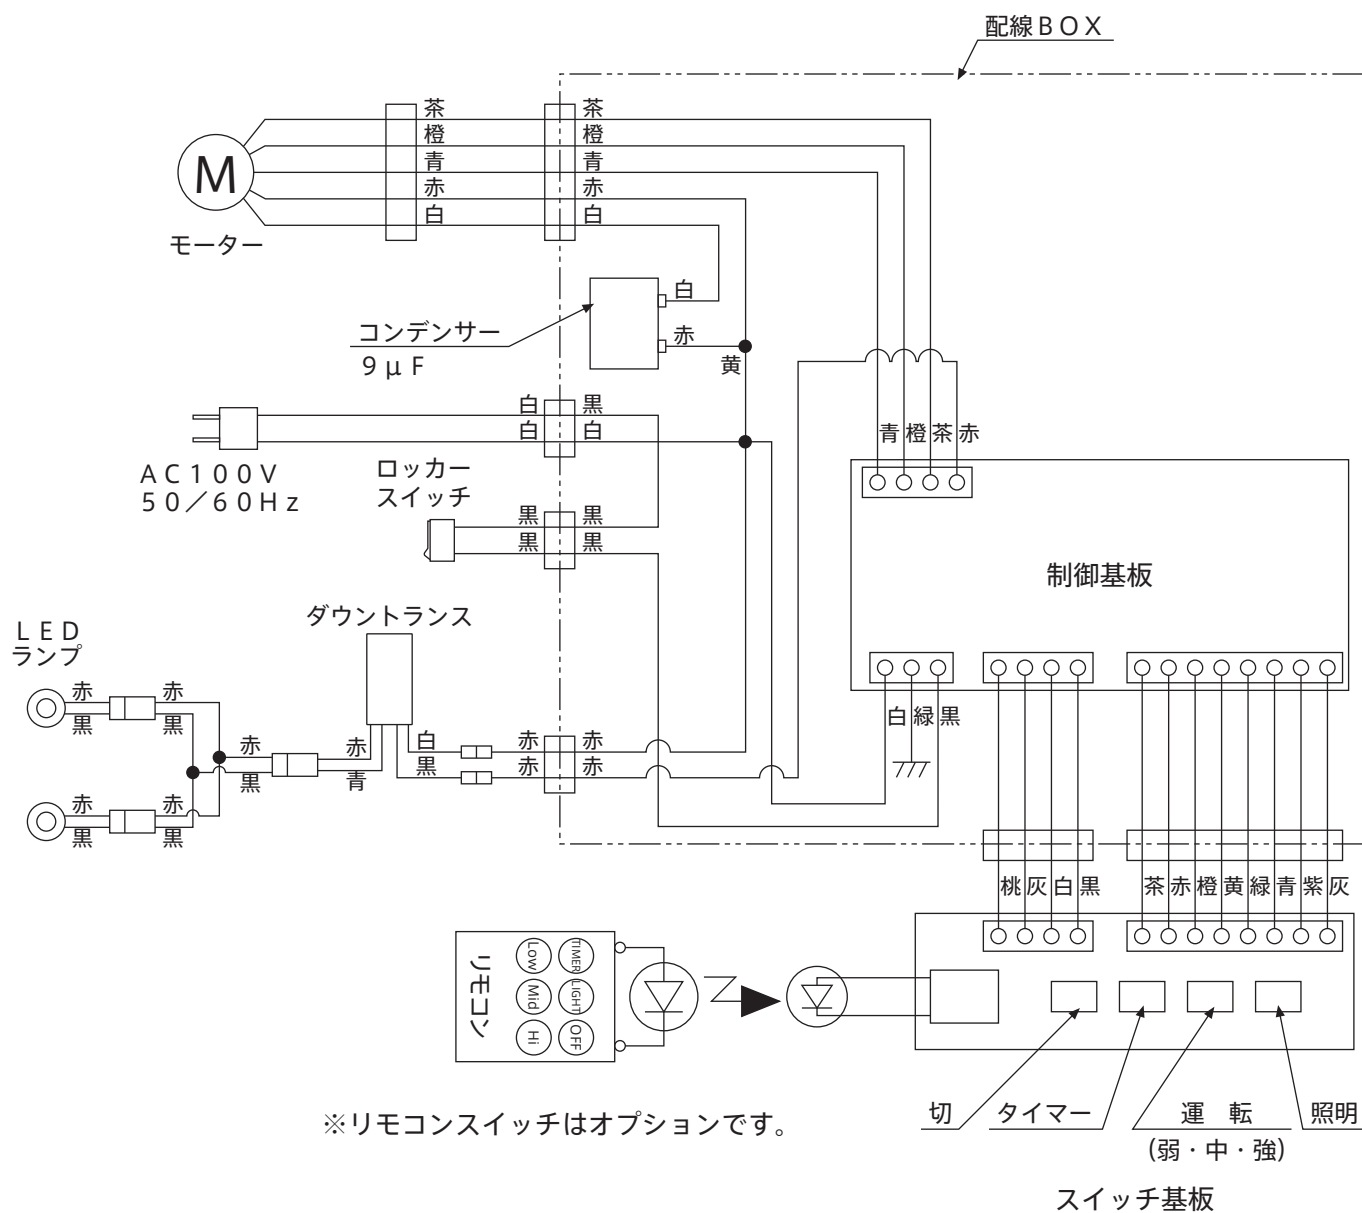 配線ＢＯＸ
茶
茶
橙
橙
青
青
赤
赤
白
白
M
モーター
白
コンデンサー
赤
９μＦ
黄
白
黒
白
白
青
橙
茶
赤
ＡＣ１００Ｖ
５０／６０Ｈｚ
ロッカー
スイッチ
黒
黒
黒
黒
制御基板
ダウントランス
ＬＥＤ
ランプ
赤
赤
黒
黒
白
緑
黒
赤
赤
白
赤
赤
黒
青
黒
赤
赤
赤
赤
黒
黒
桃
灰
白
黒
茶
赤
橙
黄
緑
青
紫
灰
リモコン
Low
Mid
Hi
TIMER
LIGHT
OFF
※リモコンスイッチはオプションです。
切
タイマー
運　転
(弱・中・強)
照明
スイッチ基板